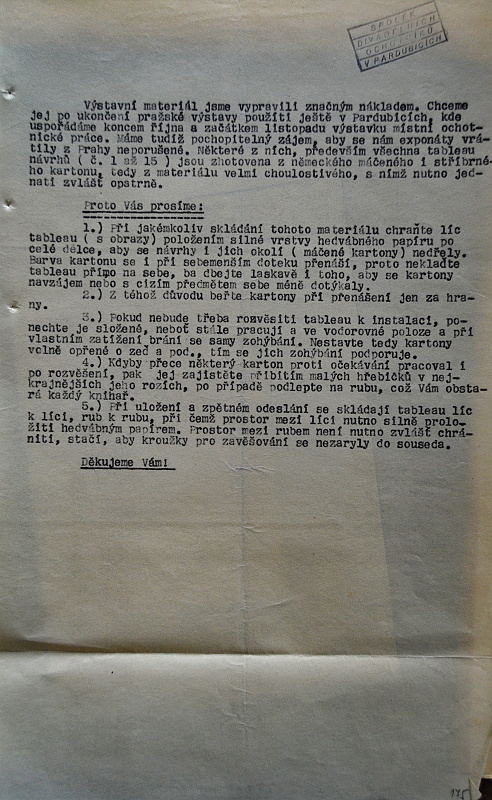 SPOLEK
DIVADELNÍCH
OCHOTNÍKŮ
V PARDUBICÍCH
Výstavní materiál jsme vypravili značným nákladem. Chceme
jej po ukončení pražské výstavy použíti ještě v Pardubicích, kde
uspořádáme koncem října a začátkem listopadu výstavku místní ochot-
nické práce. Máme tudíž pochopitelný zájem, aby se nám exponáty vrá-
tily z Prahy neporušené. Některé z nich, především všechna tableau
návrhů ( č. 1 až 15 ) jsou zhotovena z německého máčeného i stříbrné-
ho kartonu, tedy z materiálu velmi choulostivého, s nímž nutno jed-
nati zvlášť opatrně.
Proto Vás prosíme:
1.) Při jakémkoliv skládání tohoto materiálu chraňte líc
tableau ( s obrazy) položením silné vrstvy hedvábného papíru po
celé délce, aby se návrhy i jich okolí ( máčené kartony) nedřely.
Barva kartonu se i při sebemenším doteku přenáší, proto neklaďte
tableau přímo na sebe, ba dbejte laskavě i toho, aby se kartony
navzájem nebo s cizím předmětem sebe méně dotýkaly.
2.) Z téhož důvodu beřte kartony při přenášení jen za hra-
ny.
3.) Pokud nebude třeba rozvěsiti tableau k instalaci, po-
nechte je složené, neboť stále pracují a ve vodorovné poloze a při
vlastním zatížení brání se samy zohýbání. Nestavte tedy kartony
volně opřené o zeď a pod., tím se jich zohýbání podporuje.
4.) Kdyby přece některý karton proti očekávání pracoval i
po rozvěšení, pak  jej zajistěte přibitím malých hřebíčků v nej-
krajnějších jeho rozích, po případě podlepte na rubu, což Vám obsta-
rá každý knihař.
5.) Při uložení a zpětném odeslání se skládají tableau líc
k líci, rub k rubu, při čemž prostor mezi líci nutno silně prolo-
žiti hedvábným papírem. Prostor mezi rubem není nutno zvlášť chrá-
niti, stačí, aby kroužky pro zavěšování se nezaryly do souseda.
Děkujeme Vám!